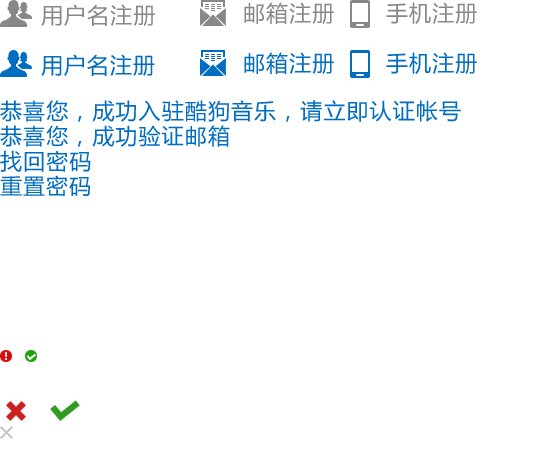 用户名注册 邮箱注册 手机注册
用户名注册 邮箱注册 手机注册
恭喜您，成功入驻酷狗音乐，请立即认证帐号
恭喜您，成功验证邮箱
找回密码
重置密码